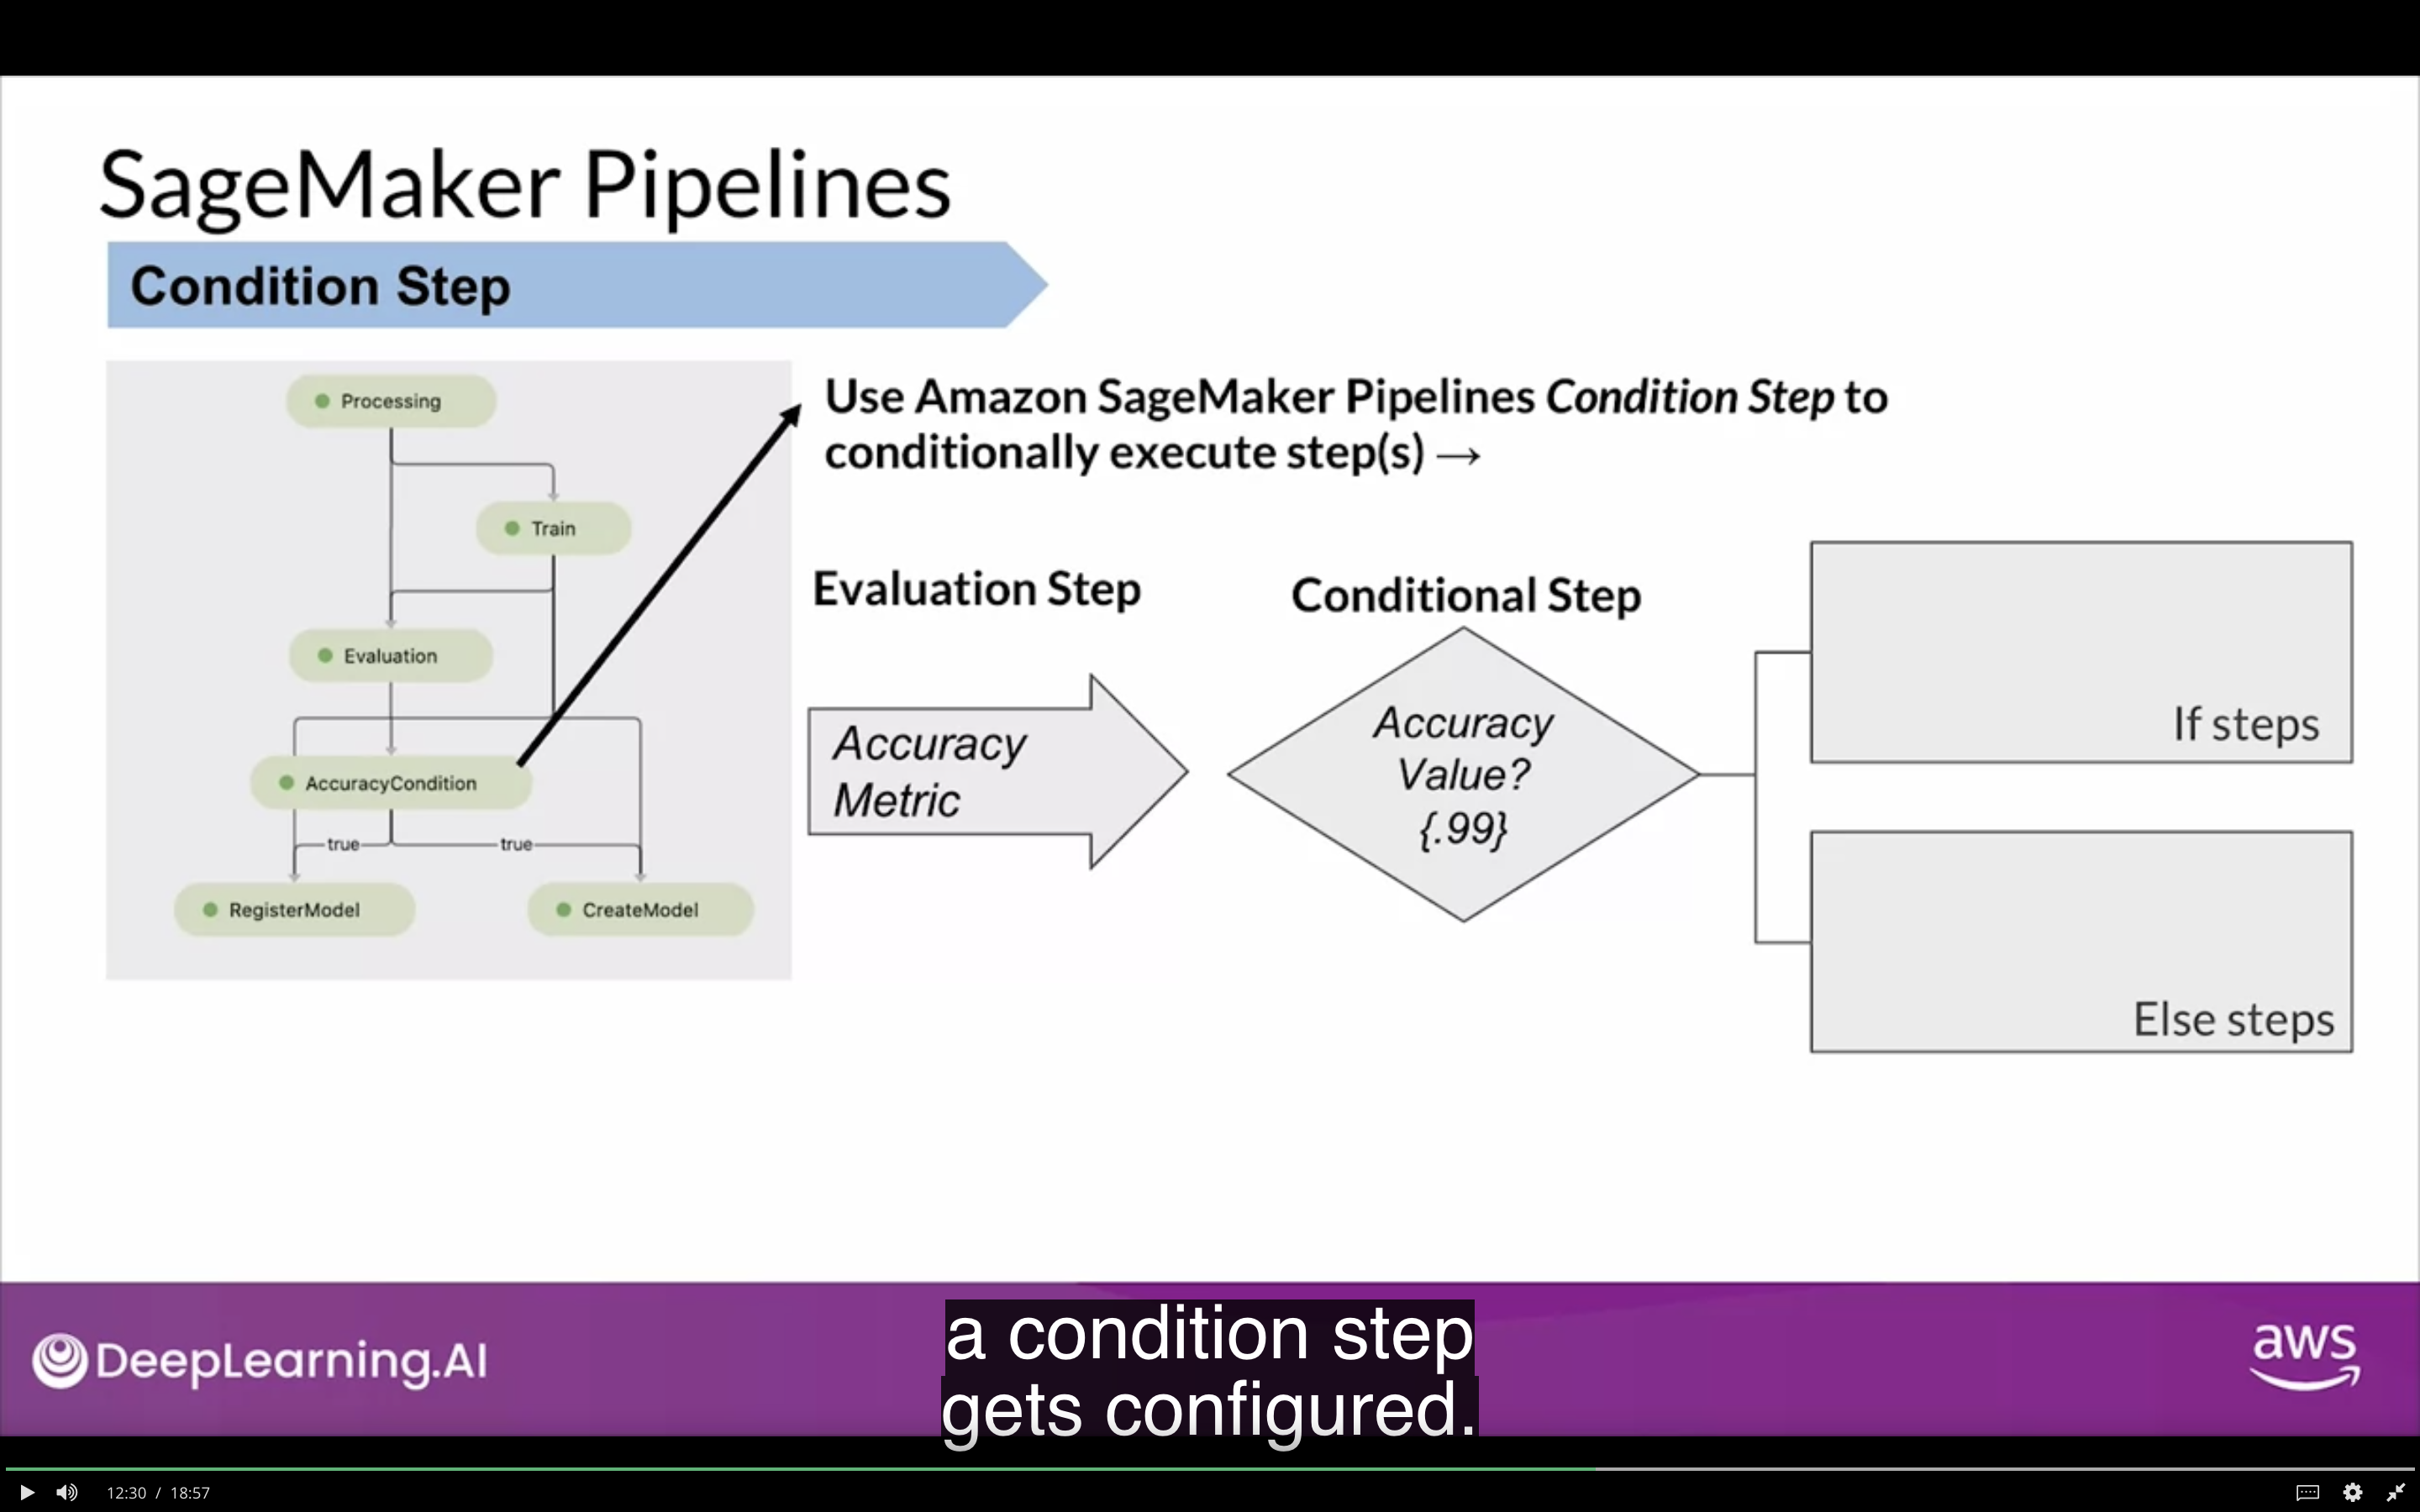 SageMaker Pipelines
Condition Step
Processing
Train
Evaluation
AccuracyCondition
true
true
RegisterModel
CreateModel
Use Amazon SageMaker Pipelines Condition Step to
conditionally execute step(s) →
Evaluation Step
Accuracy
Metric
Conditional Step
Accuracy
Value?
{.99}
If steps
Else steps
DeepLearning.AI
a condition step
gets configured.
aws
12:30 / 18:57